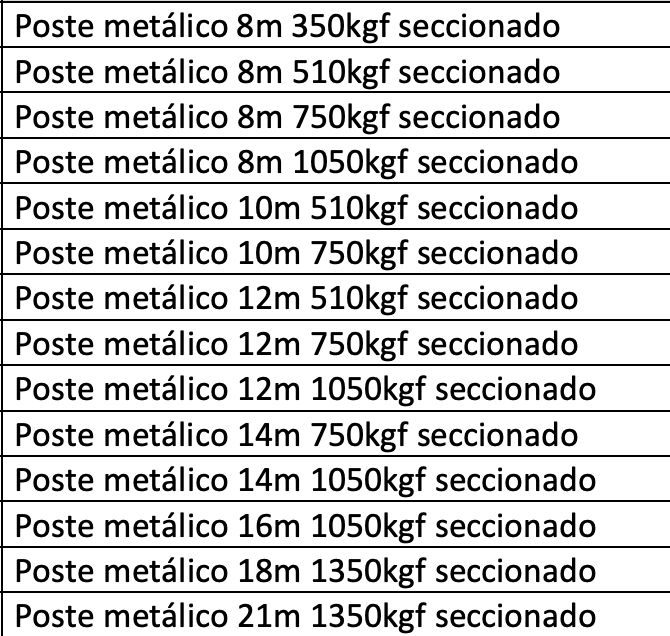 Poste metálico 8m 350kgf seccionado
Poste metálico 8m 510kgf seccionado
Poste metálico 8m 750kgf seccionado
Poste metálico 8m 1050kgf seccionado
Poste metálico 10m 510kgf seccionado
Poste metálico 10m 750kgf seccionado
Poste metálico 12m 510kgf seccionado
Poste metálico 12m 750kgf seccionado
Poste metálico 12m 1050kgf seccionado
Poste metálico 14m 750kgf seccionado
Poste metálico 14m 1050kgf seccionado
Poste metálico 16m 1050kgf seccionado
Poste metálico 18m 1350kgf seccionado
Poste metálico 21m 1350kgf seccionado